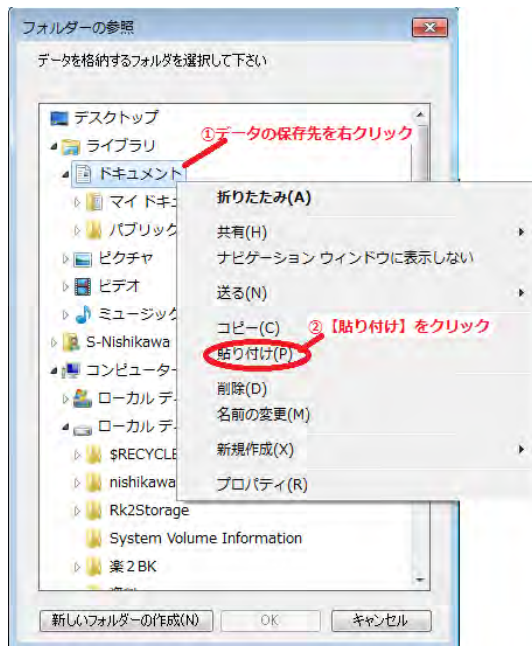 フォルダーの参照
データを格納するフォルダを選択して下さい
デスクトップ
①データの保存先を右クリック
ライブラリ
ドキュメント
マイ ドキュ
折りたたみ(A)
パブリック
共有(H)
ナビゲーション ウィンドウに表示しない
ピクチャ
ビデオ
送る(N)
ミュージック
コピー(C)
②【貼り付け】をクリック
S-Nishikawa
貼り付け(P)
コンピューター
削除(D)
ローカル デ
名前の変更(M)
ローカル デ
新規作成(X)
$RECYCLE
nishikawa
プロパティ(R)
Rk2Storage
System Volume Information
楽2BK
新しいフォルダーの作成(N)
OK
キャンセル